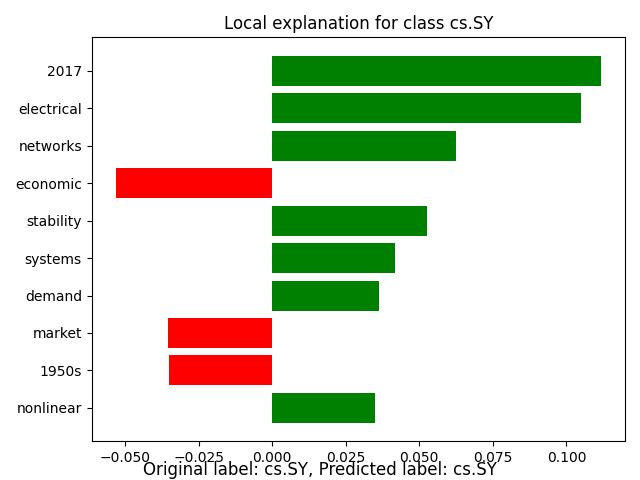 Local explanation for class cs.SY
2017
electrical
networks
economic
stability
systems
demand
market
1950s
nonlinear
−0.050 −0.025 0.000 0.025 0.050 0.075 0.100
Original label: cs.SY, Predicted label: cs.SY